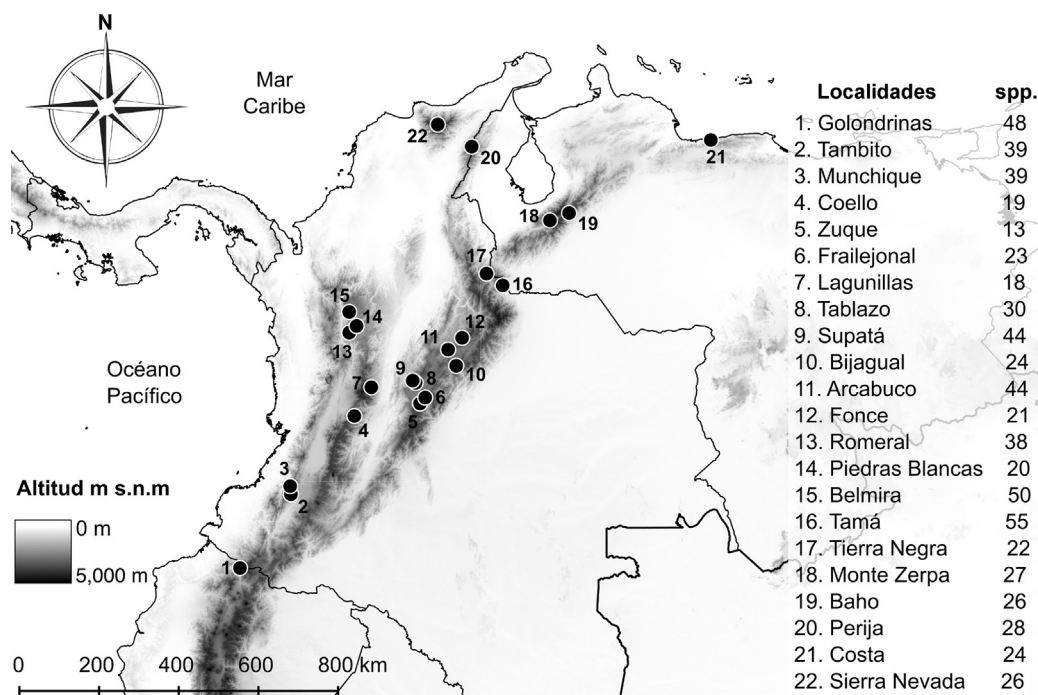 N
Mar
Caribe
Océano
Pacífico
22
20
21
18
19
17
16
15
14
13
12
11
10
9
8
7
6
5
4
3
2
1
Altitud m s.n.m
0 m
5,000 m
0 200 400 600 800 km
Localidades spp.
1. Golondrinas 48
2. Tambito 39
3. Munchique 39
4. Coello 19
5. Zuque 13
6. Frailejonal 23
7. Lagunillas 18
8. Tablazo 30
9. Supatá 44
10. Bijagual 24
11. Arcabuco 44
12. Fonce 21
13. Romeral 38
14. Piedras Blancas 20
15. Belmira 50
16. Tamá 55
17. Tierra Negra 22
18. Monte Zerpa 27
19. Baho 26
20. Perija 28
21. Costa 24
22. Sierra Nevada 26